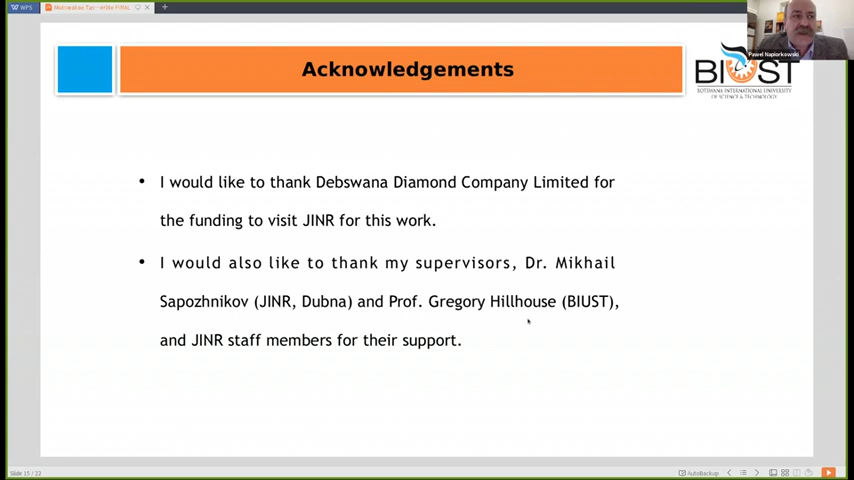 WPS
Acknowledgements
Pawel Napiorkowski
BIUST
BOTSWANA INTERNATIONAL UNIVERSITY
OF SCIENCE & TECHNOLOGY
• I would like to thank Debswana Diamond Company Limited for
the funding to visit JINR for this work.
• I would also like to thank my supervisors, Dr. Mikhail
Sapozhnikov (JINR, Dubna) and Prof. Gregory Hillhouse (BIUST),
and JINR staff members for their support.
Slide 15 / 22
AutoBackup